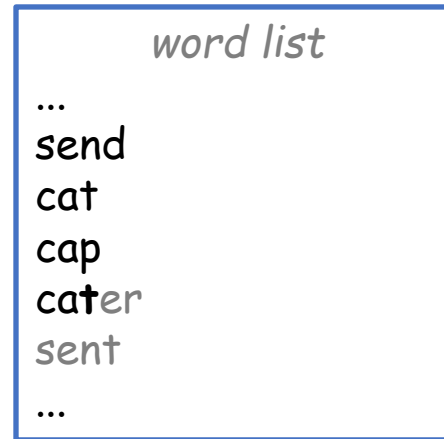 word list
...
send
cat
cap
cater
sent
...